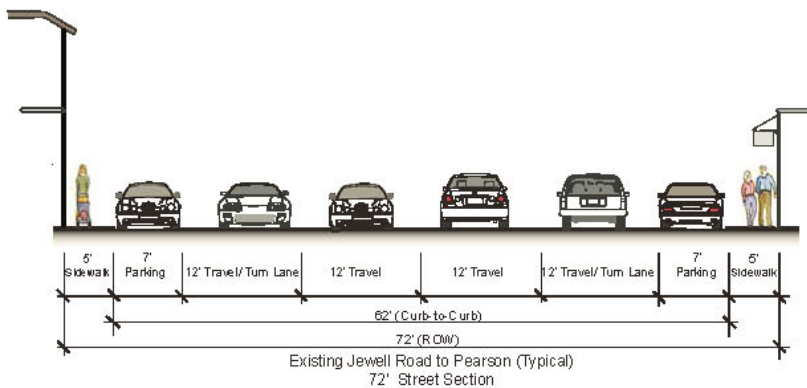 5'
Sidewalk
7'
Parking
12' Travel/ Turn Lane
12' Travel
12' Travel
12' Travel/ Turn Lane
7'
Parking
5'
Sidewalk
62' (Curb-to-Curb)
72' (ROW)
Existing Jewell Road to Pearson (Typical)
72' Street Section